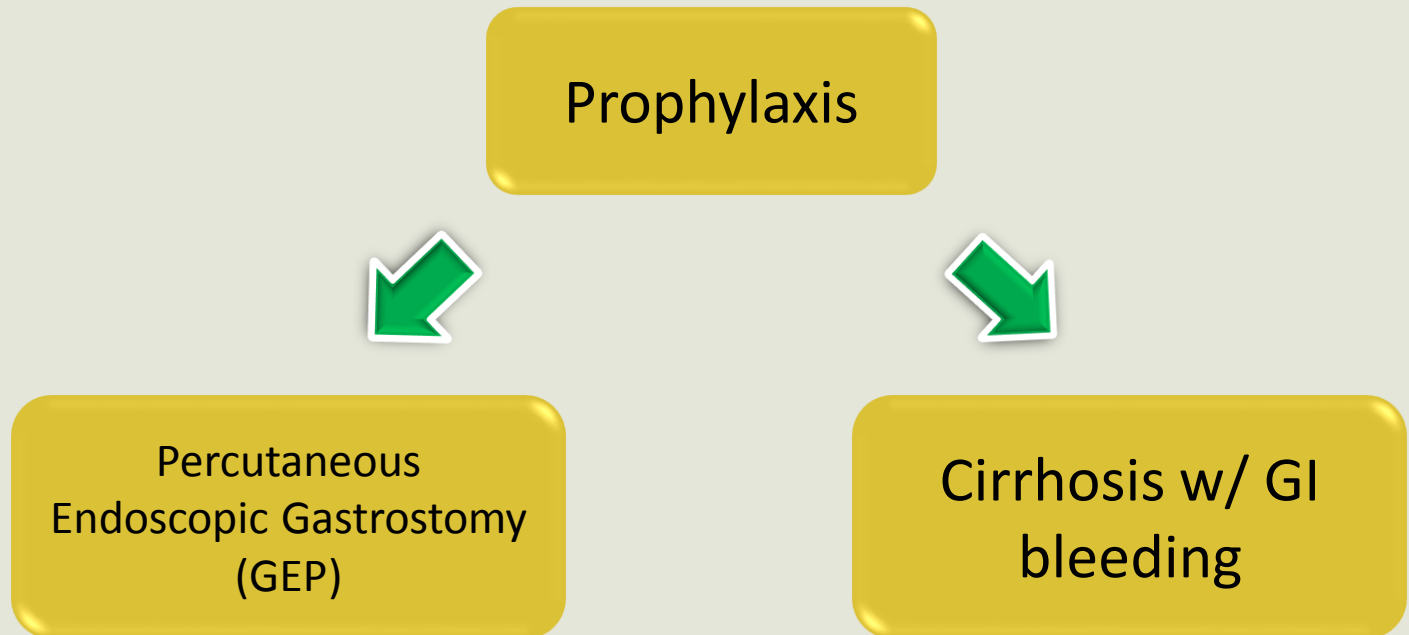 Prophylaxis
Percutaneous
Endoscopic Gastrostomy
(GEP)
Cirrhosis w/ GI
bleeding